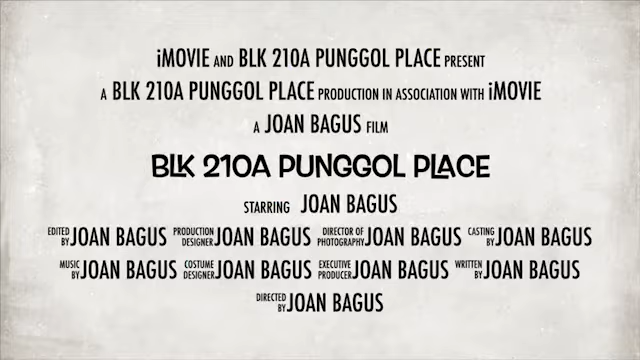 iMOVIE AND BLK 210A PUNGGOL PLACE PRESENT
A BLK 210A PUNGGOL PLACE PRODUCTION IN ASSOCIATION WITH iMOVIE
A JOAN BAGUS FILM
BLK 210A PUNGGOL PLACE
STARRING JOAN BAGUS
EDITED BY JOAN BAGUS PRODUCTION DESIGNER JOAN BAGUS DIRECTOR OF PHOTOGRAPHY JOAN BAGUS CASTING BY JOAN BAGUS
MUSIC BY JOAN BAGUS COSTUME DESIGNER JOAN BAGUS EXECUTIVE PRODUCER JOAN BAGUS WRITTEN BY JOAN BAGUS
DIRECTED BY JOAN BAGUS